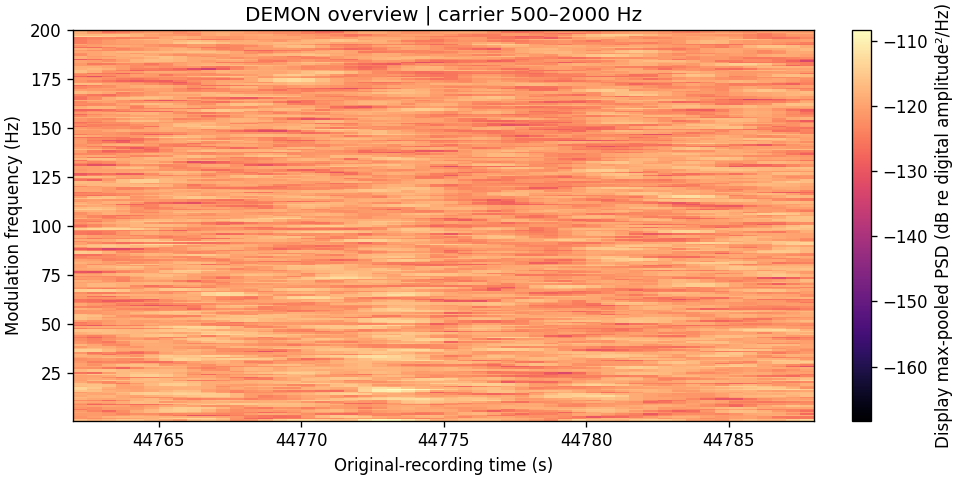 DEMON overview | carrier 500–2000 Hz
200
175
150
125
100
75
50
25
Modulation frequency (Hz)
44765 44770 44775 44780 44785
Original-recording time (s)
−110
−120
−130
−140
−150
−160
Display max-pooled PSD (dB re digital amplitude²/Hz)